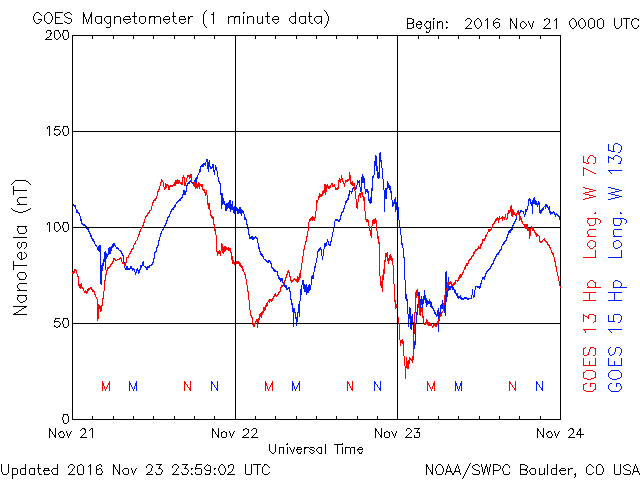 GOES Magnetometer (1 minute data)
Begin: 2016 Nov 21 0000 UTC
200
150
100
50
0
NanoTesla (nT)
M M N N M M N N M M N N
Nov 21 Nov 22 Nov 23 Nov 24
Universal Time
GOES 13 Hp Long. W 75
GOES 15 Hp Long. W 135
Updated 2016 Nov 23 23:59:02 UTC
NOAA/SWPC Boulder, CO USA